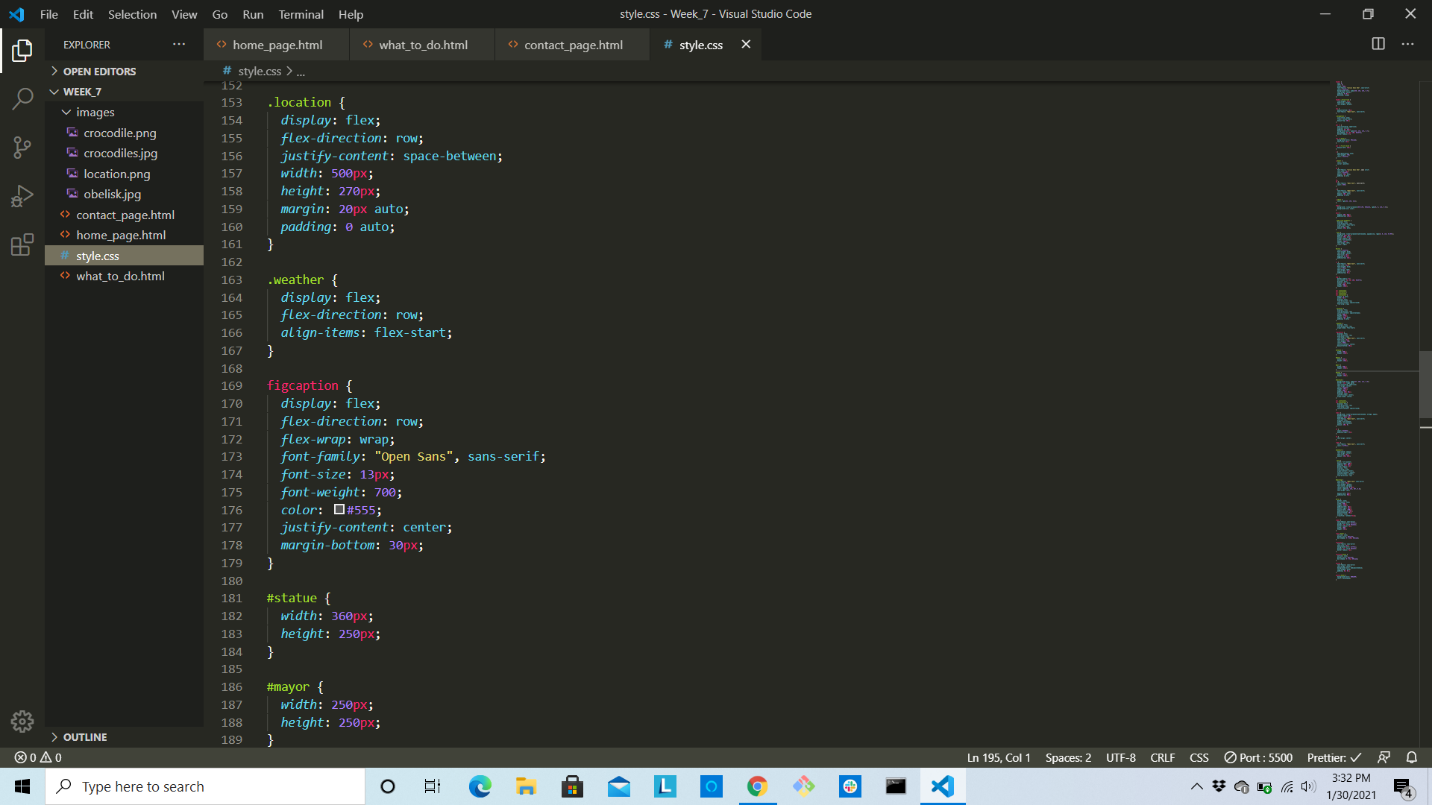 File Edit Selection View Go Run Terminal Help
style.css - Week_7 - Visual Studio Code
EXPLORER
home_page.html
what_to_do.html
contact_page.html
# style.css
OPEN EDITORS
# style.css > ...
WEEK_7
images
crocodile.png
crocodiles.jpg
location.png
obelisk.jpg
contact_page.html
home_page.html
# style.css
what_to_do.html
OUTLINE
152
153 .location {
154 display: flex;
155 flex-direction: row;
156 justify-content: space-between;
157 width: 500px;
158 height: 270px;
159 margin: 20px auto;
160 padding: 0 auto;
161 }
162
163 .weather {
164 display: flex;
165 flex-direction: row;
166 align-items: flex-start;
167 }
168
169 figcaption {
170 display: flex;
171 flex-direction: row;
172 flex-wrap: wrap;
173 font-family: "Open Sans", sans-serif;
174 font-size: 13px;
175 font-weight: 700;
176 color: #555;
177 justify-content: center;
178 margin-bottom: 30px;
179 }
180
181 #statue {
182 width: 360px;
183 height: 250px;
184 }
185
186 #mayor {
187 width: 250px;
188 height: 250px;
189 }
0 0
Ln 195, Col 1 Spaces: 2 UTF-8 CRLF CSS Port : 5500 Prettier: ✓
Type here to search
L
3:32 PM
1/30/2021
4